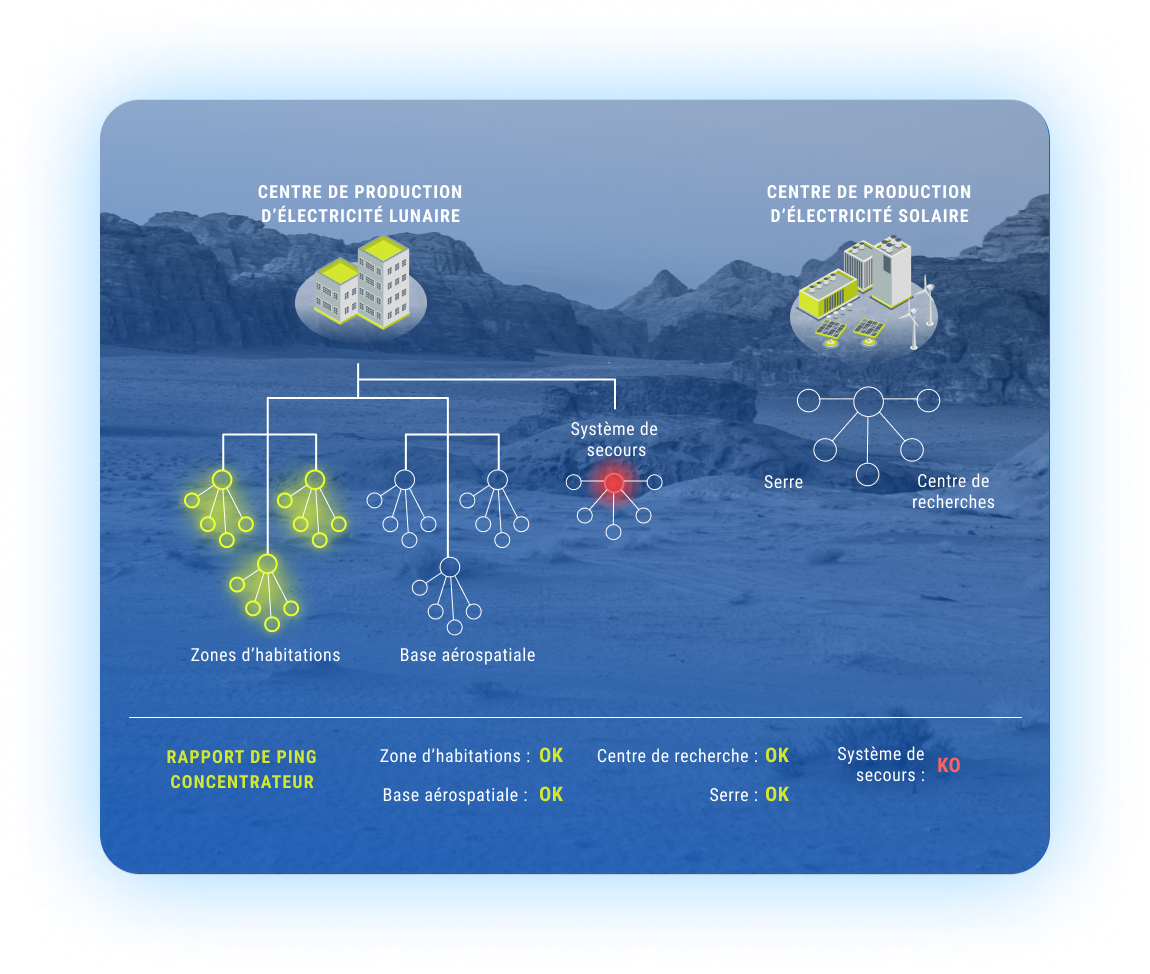 CENTRE DE PRODUCTION
D’ÉLECTRICITÉ LUNAIRE
CENTRE DE PRODUCTION
D’ÉLECTRICITÉ SOLAIRE
Système de
secours
Serre
Centre de
recherches
Zones d’habitations
Base aérospatiale
RAPPORT DE PING
CONCENTRATEUR
Zone d’habitations : OK
Base aérospatiale : OK
Centre de recherche : OK
Serre : OK
Système de
secours : KO